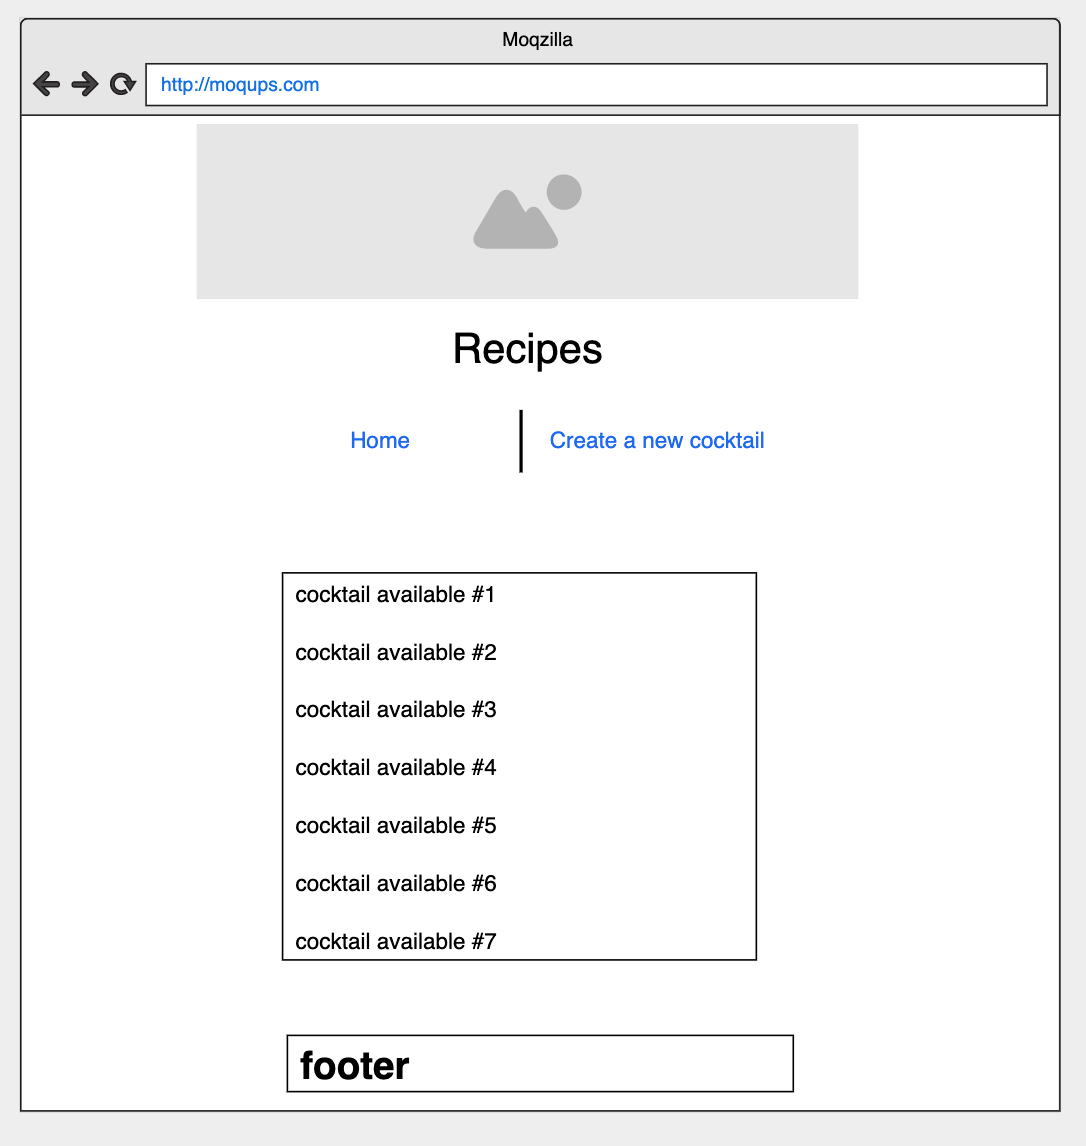 Moqzilla
http://moqups.com
Recipes
Home
Create a new cocktail
cocktail available #1
cocktail available #2
cocktail available #3
cocktail available #4
cocktail available #5
cocktail available #6
cocktail available #7
footer